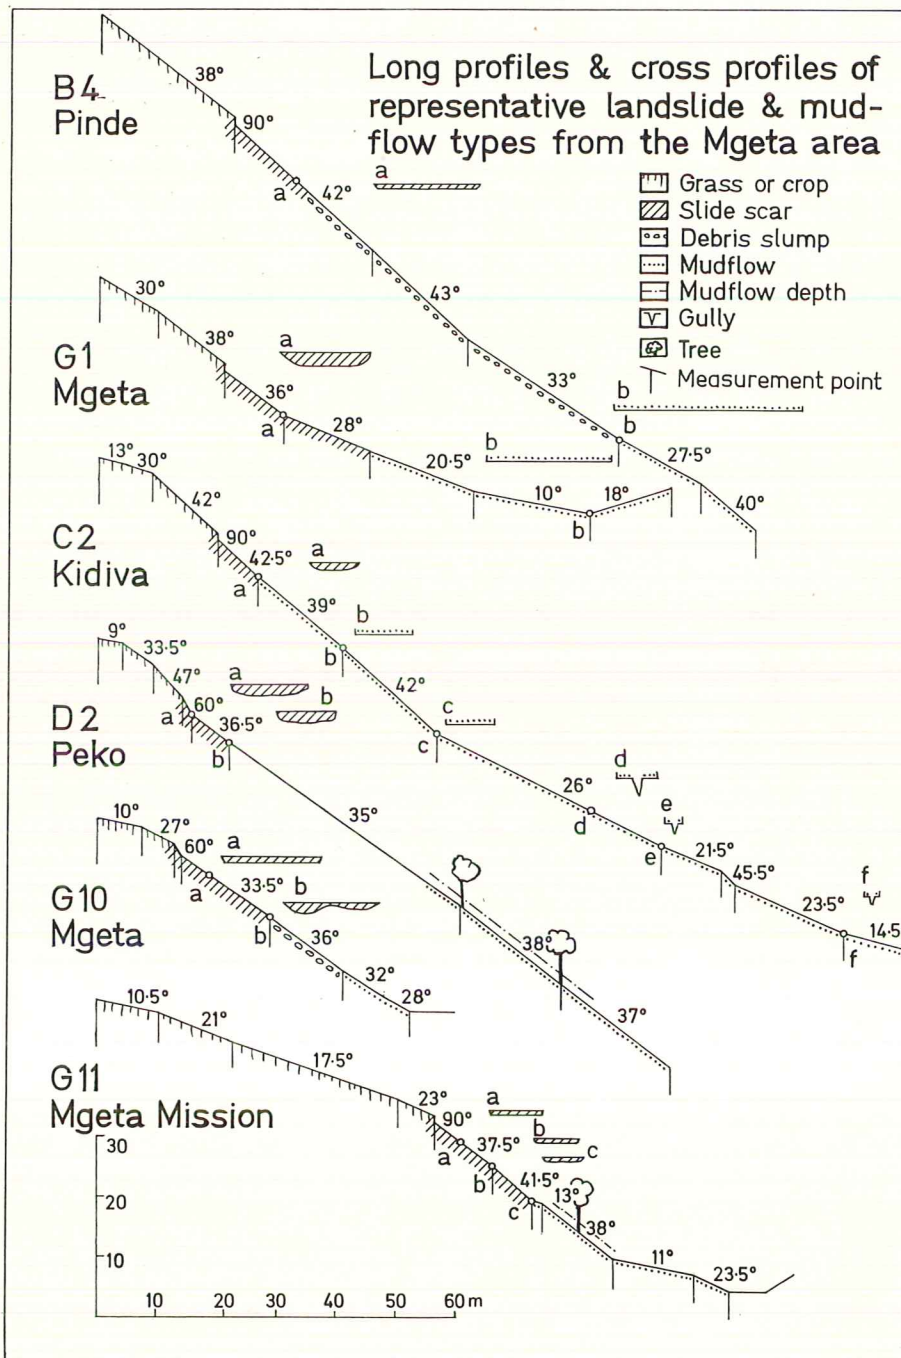 Long profiles & cross profiles of
representative landslide & mud-
flow types from the Mgeta area
Grass or crop
Slide scar
Debris slump
Mudflow
Mudflow depth
Gully
Tree
Measurement point
B4
Pinde
38°
90°
a
42°
a
43°
33°
b
b
27·5°
40°
G1
Mgeta
30°
38°
a
36°
a
28°
20·5°
b
10°
18°
b
C2
Kidiva
13°
30°
42°
90°
42·5°
a
a
39°
b
b
42°
c
c
26°
d
d
e
e
21·5°
45·5°
23·5°
f
f
14·5
D2
Peko
9°
33·5°
47°
60°
a
a
36·5°
b
b
35°
38°
37°
G10
Mgeta
10°
27°
60°
a
a
33·5°
b
b
36°
32°
28°
G11
Mgeta Mission
10·5°
21°
17·5°
23°
90°
a
a
37·5°
b
b
c
41·5°
c
13°
38°
11°
23·5°
30
20
10
10 20 30 40 50 60 m